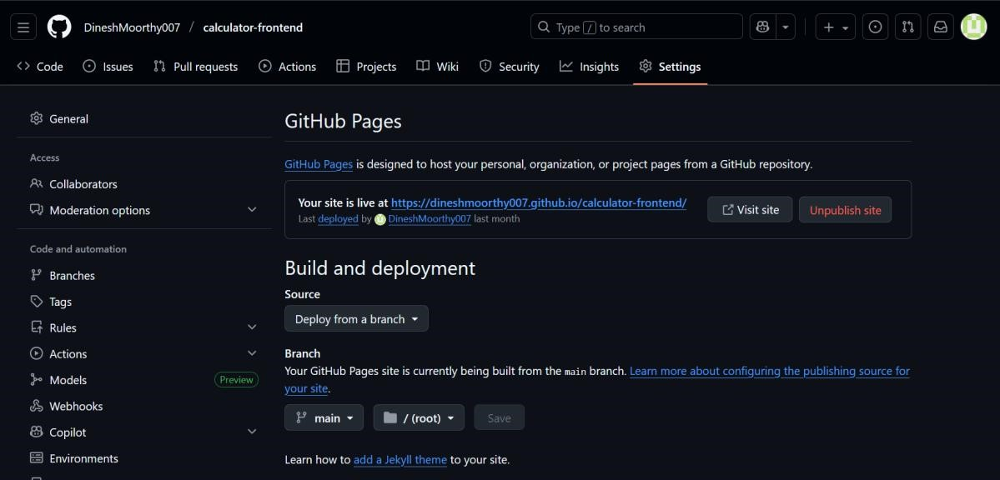 DineshMoorthy007 / calculator-frontend
Type / to search
Code
Issues
Pull requests
Actions
Projects
Wiki
Security
Insights
Settings
General
Access
Collaborators
Moderation options
Code and automation
Branches
Tags
Rules
Actions
Models Preview
Webhooks
Copilot
Environments
GitHub Pages
GitHub Pages is designed to host your personal, organization, or project pages from a GitHub repository.
Your site is live at https://dineshmoorthy007.github.io/calculator-frontend/
Last deployed by DineshMoorthy007 last month
Visit site
Unpublish site
Build and deployment
Source
Deploy from a branch
Branch
Your GitHub Pages site is currently being built from the main branch. Learn more about configuring the publishing source for
your site.
main
/ (root)
Save
Learn how to add a Jekyll theme to your site.